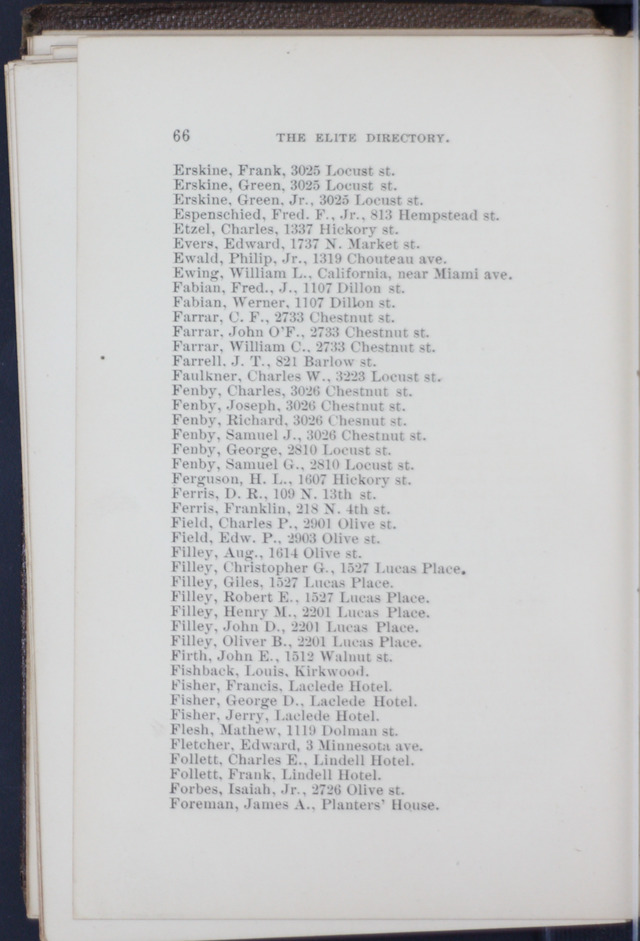 66 THE ELITE DIRECTORY.
Erskine, Frank, 3025 Locust st.
Erskine, Green, 3025 Locust st.
Erskine, Green, Jr., 3025 Locust st.
Espenschied, Fred. F., Jr., 813 Hempstead st.
Etzel, Charles, 1337 Hickory st.
Evers, Edward, 1737 N. Market st.
Ewald, Philip, Jr., 1319 Chouteau ave.
Ewing, William L., California, near Miami ave.
Fabian, Fred., J., 1107 Dillon st.
Fabian, Werner, 1107 Dillon st.
Farrar, C. F., 2733 Chestnut st.
Farrar, John O'F., 2733 Chestnut st.
Farrar, William C., 2733 Chestnut st.
Farrell, J. T., 821 Barlow st.
Faulkner, Charles W., 3223 Locust st.
Fenby, Charles, 3026 Chestnut st.
Fenby, Joseph, 3026 Chestnut st.
Fenby, Richard, 3026 Chesnut st.
Fenby, Samuel J., 3026 Chestnut st.
Fenby, George, 2810 Locust st.
Fenby, Samuel G., 2810 Locust st.
Ferguson, H. L., 1607 Hickory st.
Ferris, D. R., 109 N. 13th st.
Ferris, Franklin, 218 N. 4th st.
Field, Charles P., 2901 Olive st.
Field, Edw. P., 2903 Olive st.
Filley, Aug., 1614 Olive st.
Filley, Christopher G., 1527 Lucas Place.
Filley, Giles, 1527 Lucas Place.
Filley, Robert E., 1527 Lucas Place.
Filley, Henry M., 2201 Lucas Place.
Filley, John D., 2201 Lucas Place.
Filley, Oliver B., 2201 Lucas Place.
Firth, John E., 1512 Walnut st.
Fishback, Louis, Kirkwood.
Fisher, Francis, Laclede Hotel.
Fisher, George D., Laclede Hotel.
Fisher, Jerry, Laclede Hotel.
Flesh, Mathew, 1119 Dolman st.
Fletcher, Edward, 3 Minnesota ave.
Follett, Charles E., Lindell Hotel.
Follett, Frank, Lindell Hotel.
Forbes, Isaiah, Jr., 2726 Olive st.
Foreman, James A., Planters' House.